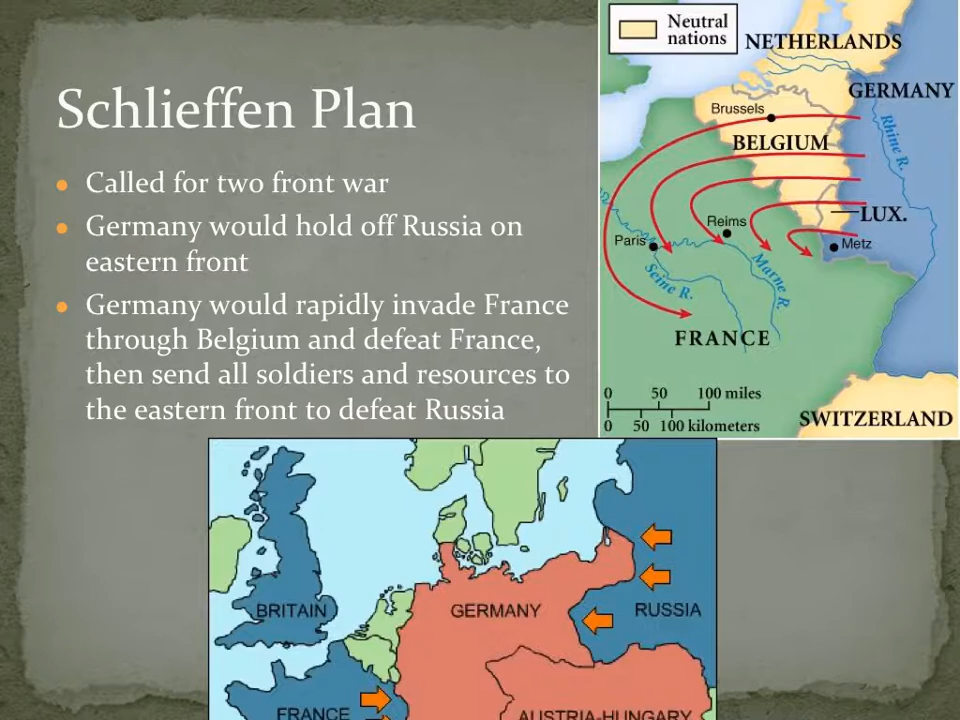 Schlieffen Plan
Called for two front war
Germany would hold off Russia on
eastern front
Germany would rapidly invade France
through Belgium and defeat France,
then send all soldiers and resources to
the eastern front to defeat Russia
Neutral
nations
NETHERLANDS
GERMANY
Brussels
Rhine R.
BELGIUM
LUX.
Reims
Paris
Metz
Seine R.
Marne R.
FRANCE
0 50 100 miles
0 50 100 kilometers
SWITZERLAND
BRITAIN
GERMANY
RUSSIA
FRANCE
AUSTRIA-HUNGARY